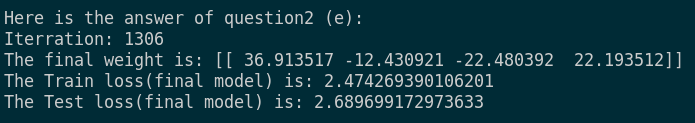 Here is the answer of question2 (e):
Iterration: 1306
The final weight is: [[ 36.913517 -12.430921 -22.480392  22.193512]]
The Train loss(final model) is: 2.474269390106201
The Test loss(final model) is: 2.689699172973633